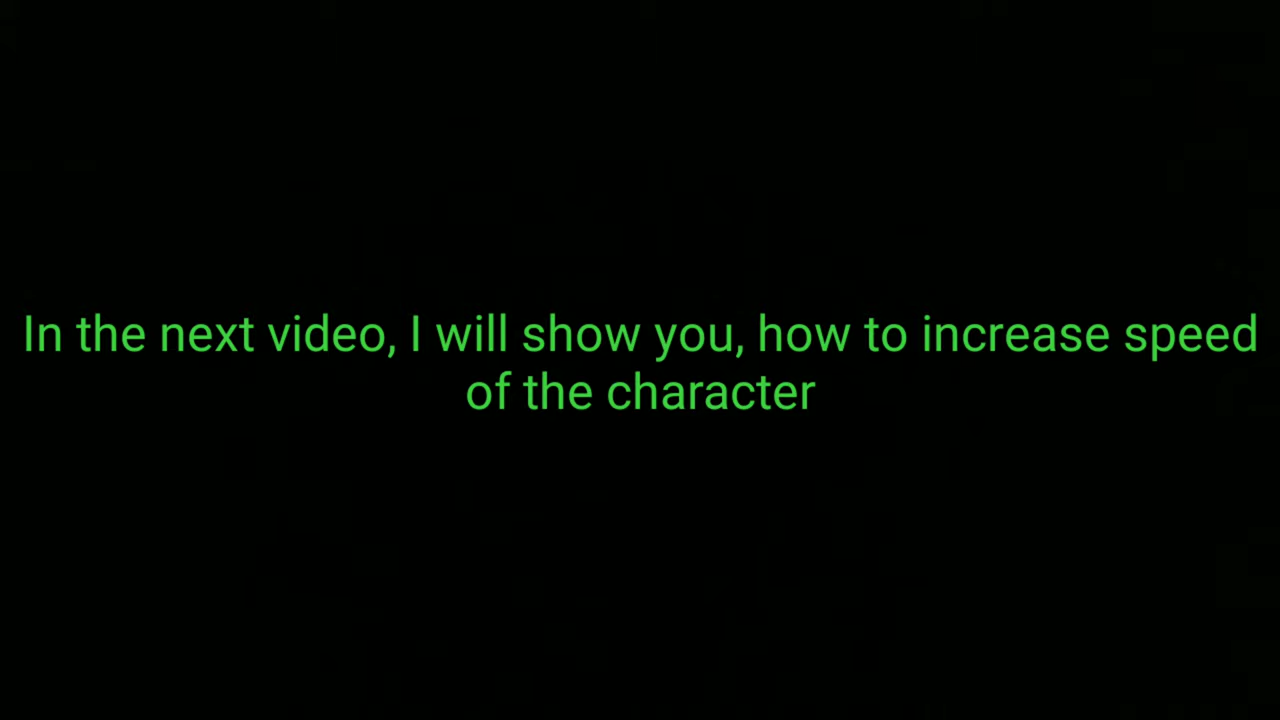 In the next video, I will show you, how to increase speed
of the character